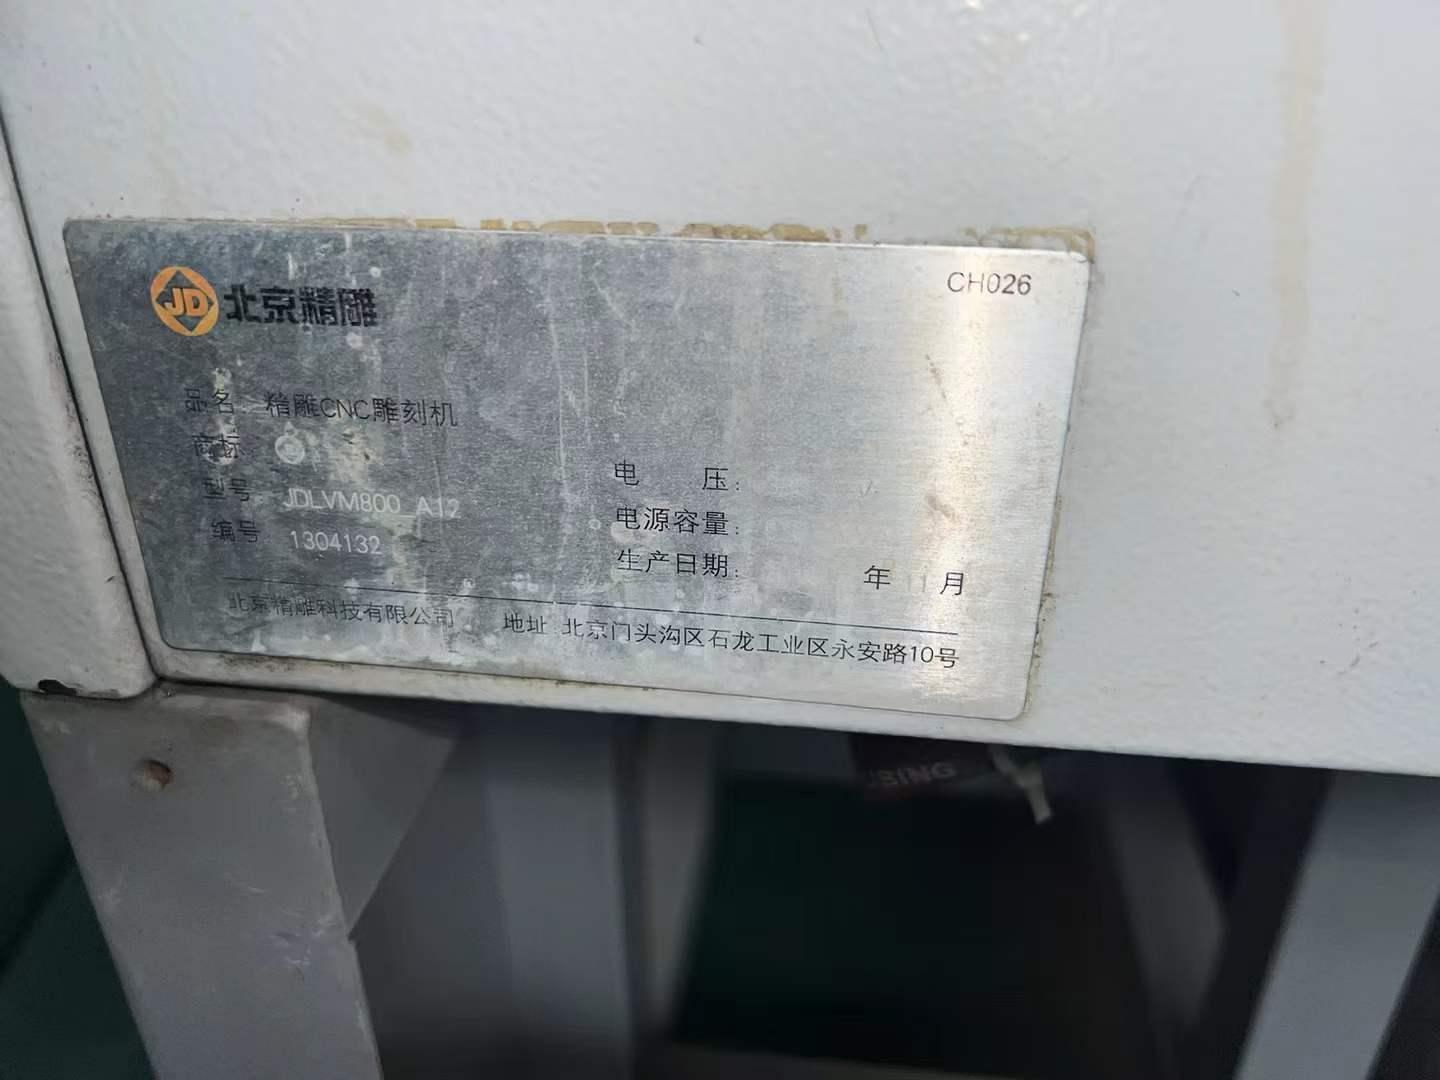 CH026
JD 北京精雕
品名: 精雕CNC雕刻机
商标:
型号: JDLVM800_A12
编号: 1304132
电 压:
电源容量:
生产日期: 年 11月
北京精雕科技有限公司 地址: 北京门头沟区石龙工业区永安路10号
BING